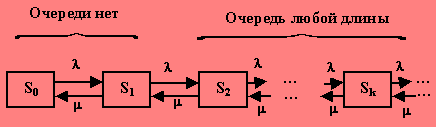 Очереди нет
Очередь любой длины
λ λ λ ... λ λ ...
S0 S1 S2 Sk
μ μ μ ... μ μ ...